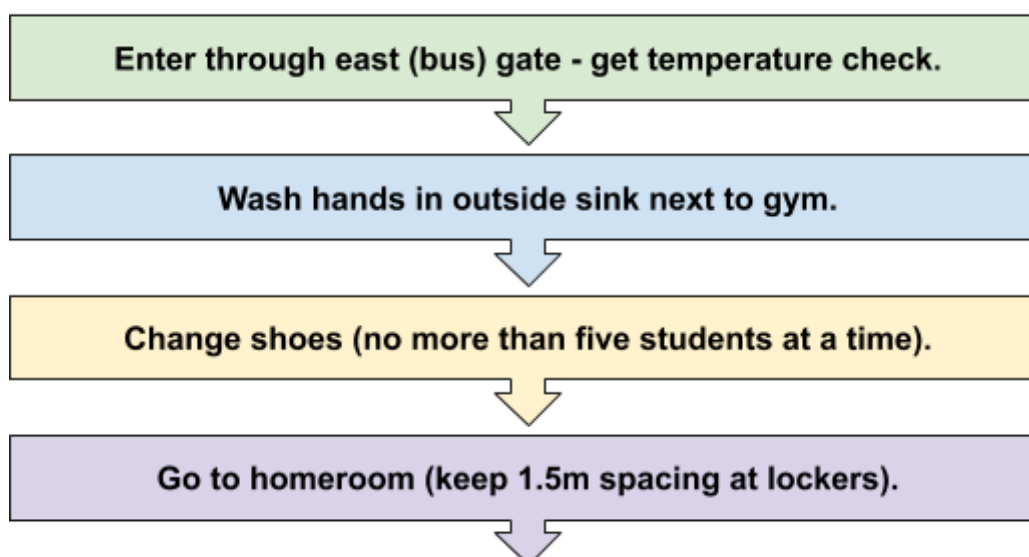 Enter through east (bus) gate - get temperature check.
Wash hands in outside sink next to gym.
Change shoes (no more than five students at a time).
Go to homeroom (keep 1.5m spacing at lockers).